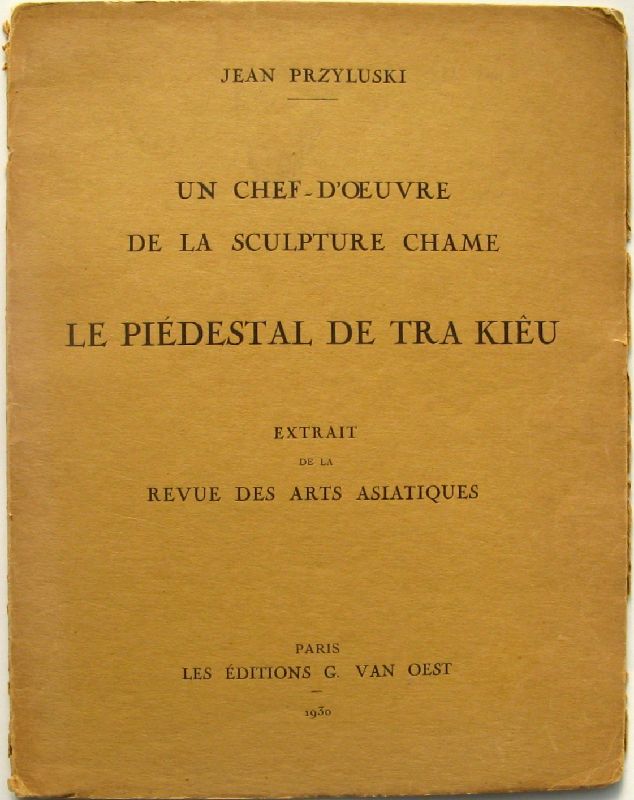 JEAN PRZYLUSKI
UN CHEF-D'ŒUVRE
DE LA SCULPTURE CHAME
LE PIÉDESTAL DE TRA KIÊU
EXTRAIT
DE LA
REVUE DES ARTS ASIATIQUES
PARIS
LES ÉDITIONS G. VAN OEST
1930